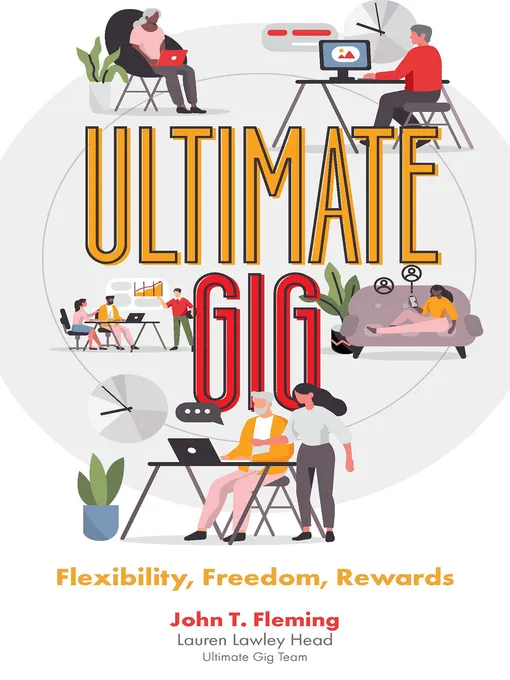 ULTIMATE
GIG
Flexibility, Freedom, Rewards
John T. Fleming
Lauren Lawley Head
Ultimate Gig Team